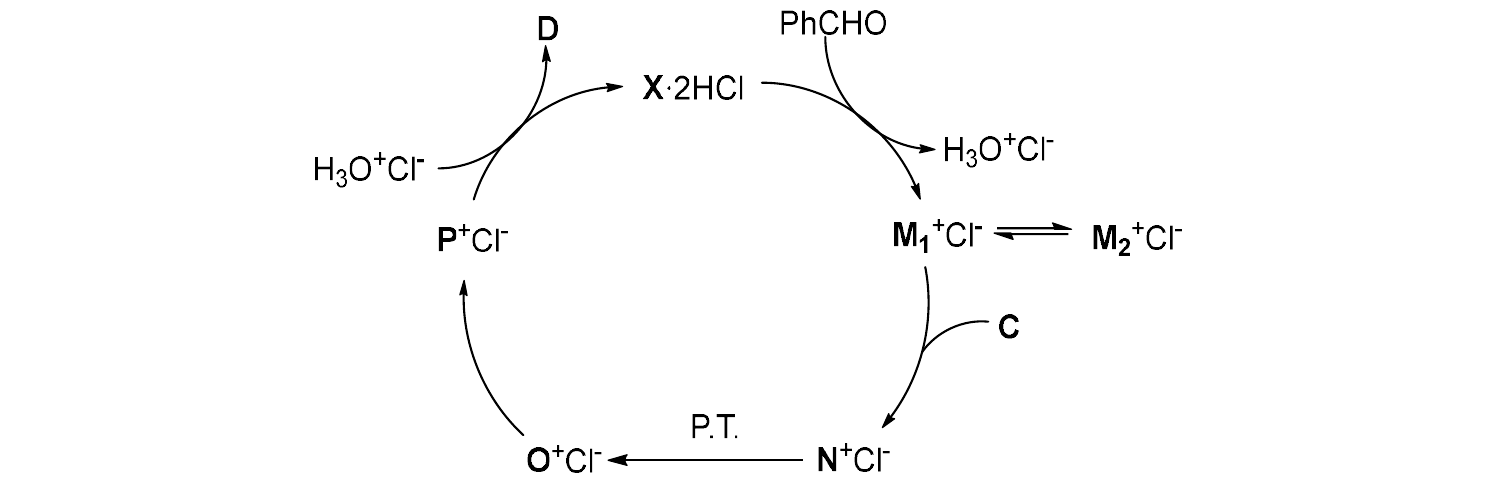 PhCHO
D
X·2HCl
H₃O⁺Cl⁻
H₃O⁺Cl⁻
P⁺Cl⁻
M₁⁺Cl⁻
M₂⁺Cl⁻
C
P.T.
O⁺Cl⁻
N⁺Cl⁻